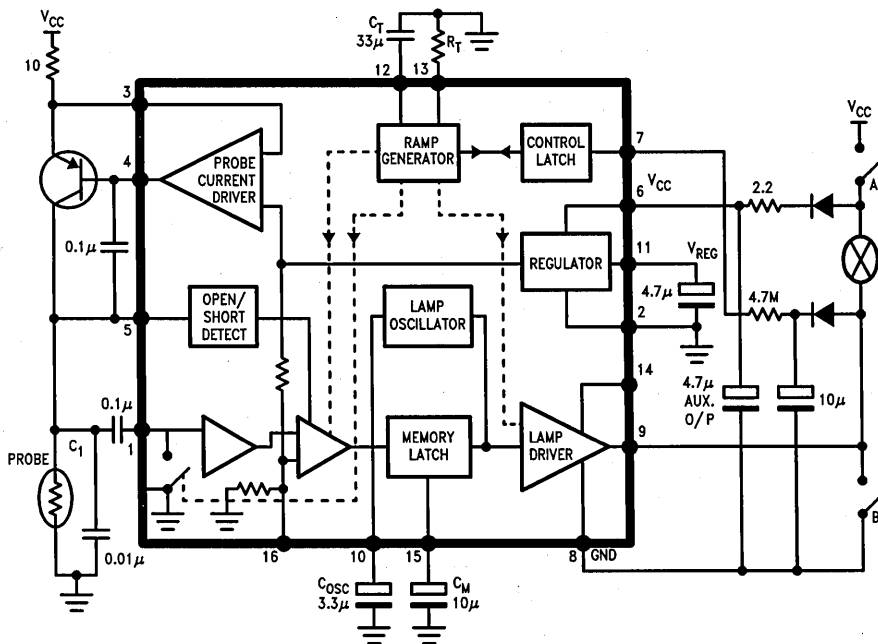 VCC
10
CT
33μ
RT
12
13
3
4
5
1
0.1μ
PROBE
CURRENT
DRIVER
RAMP
GENERATOR
CONTROL
LATCH
7
6
VCC
2.2
VCC
A
11
VREG
REGULATOR
4.7μ
2
4.7M
OPEN/
SHORT
DETECT
LAMP
OSCILLATOR
14
4.7μ
AUX.
O/P
10μ
0.1μ
C1
PROBE
0.01μ
MEMORY
LATCH
LAMP
DRIVER
9
B
16
10
15
8
GND
COSC
3.3μ
CM
10μ